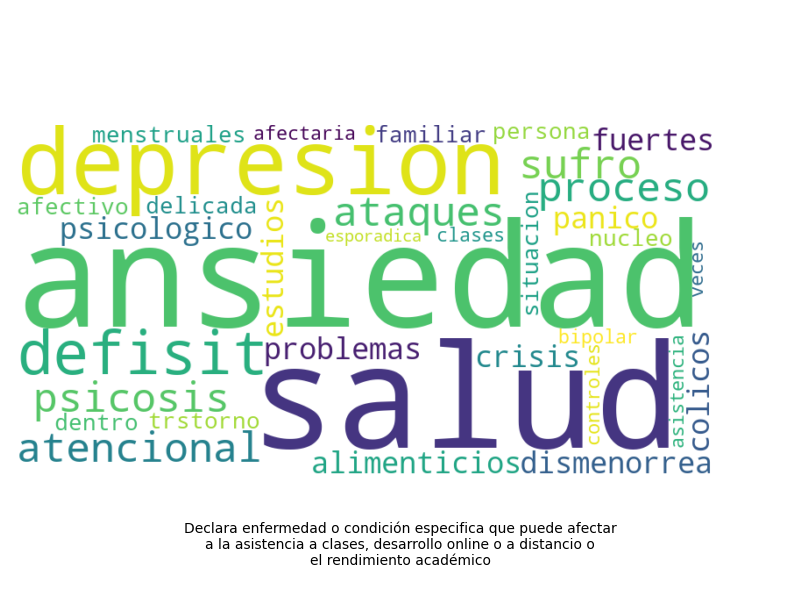 menstruales afectaria familiar persona fuertes
depresion sufro
proceso
afectivo delicada ataques panico
psicologico estudios esporadica clases situacion nucleo veces
ansiedad
defisit problemas crisis bipolar
psicosis salud controles asistencia colicos
dentro trstorno
atencional alimenticios dismenorrea
Declara enfermedad o condición especifica que puede afectar
a la asistencia a clases, desarrollo online o a distancio o
el rendimiento académico